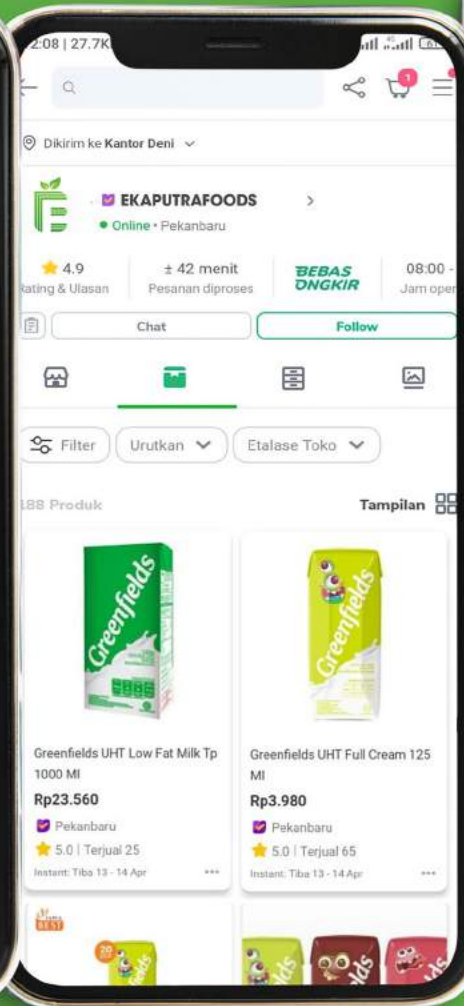 2:08 | 27.7K
Dikirim ke Kantor Deni
EKAPUTRAFOODS
Online • Pekanbaru
4.9
± 42 menit
BEBAS
ONGKIR
08:00 -
Rating & Ulasan
Pesanan diproses
Jam oper
Chat
Follow
Filter
Urutkan
Etalase Toko
188 Produk
Tampilan
Greenfields
Greenfields
Greenfields UHT Low Fat Milk Tp
1000 Ml
Rp23.560
Pekanbaru
5.0 | Terjual 25
Instant: Tiba 13 - 14 Apr
Greenfields UHT Full Cream 125
Ml
Rp3.980
Pekanbaru
5.0 | Terjual 65
Instant: Tiba 13 - 14 Apr
BEST
20